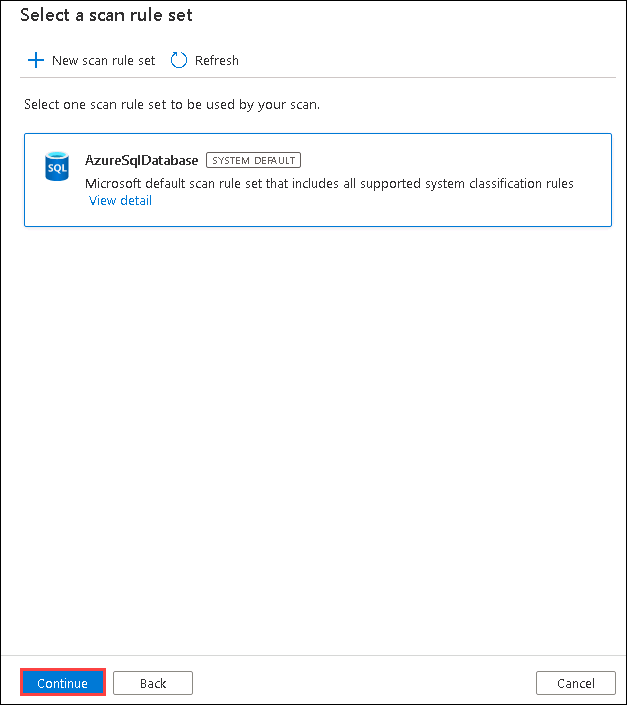 Select a scan rule set
New scan rule set Refresh
Select one scan rule set to be used by your scan.
SQL
AzureSqlDatabase SYSTEM DEFAULT
Microsoft default scan rule set that includes all supported system classification rules
View detail
Continue Back Cancel